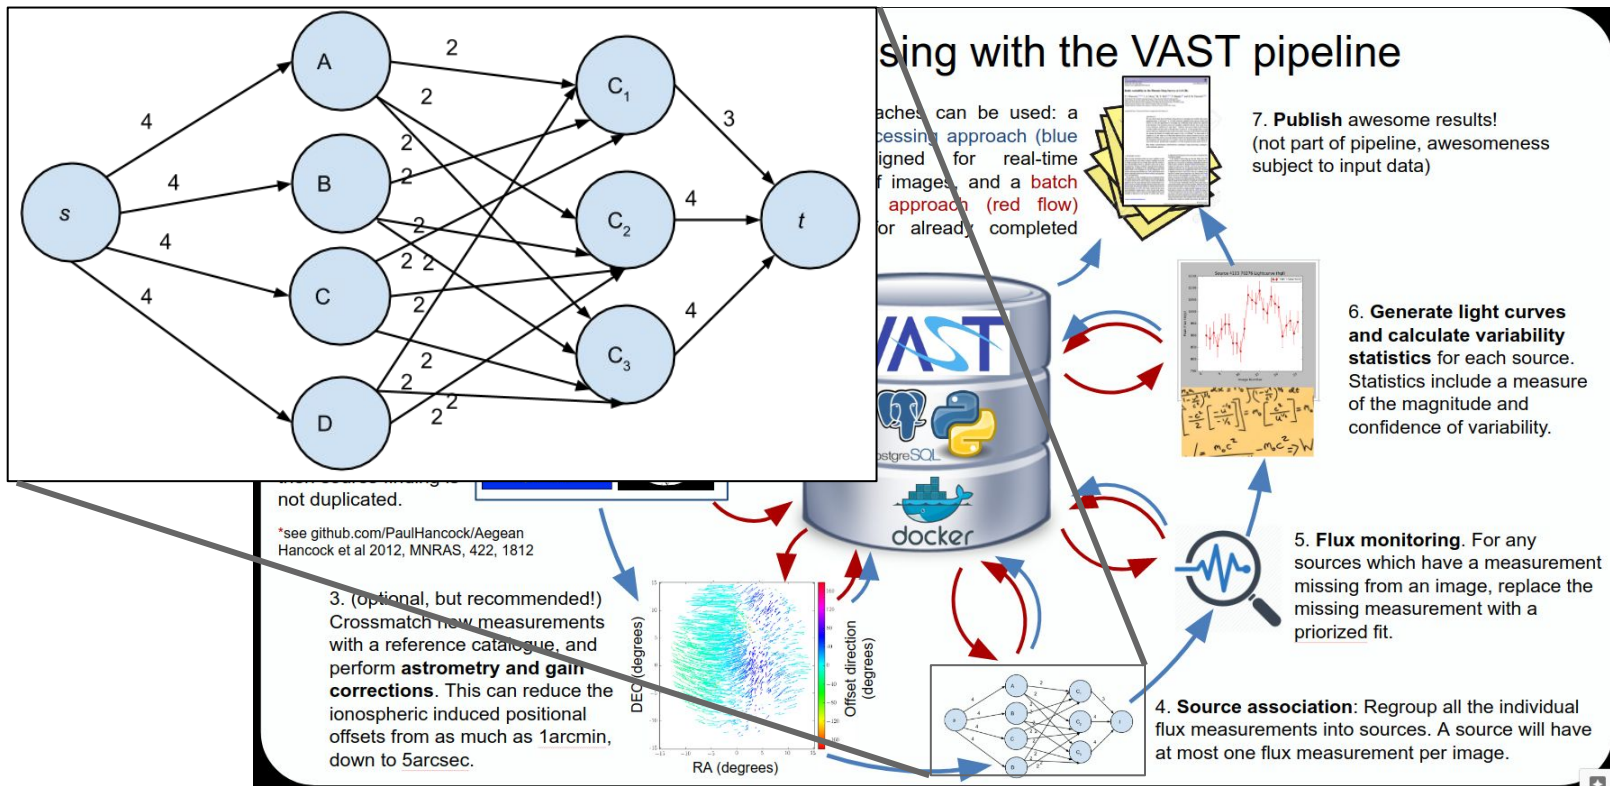 sing with the VAST pipeline
aches can be used: a
cessing approach (blue
igned for real-time
f images, and a batch
approach (red flow)
or already completed
A
B
C
D
s
t
C1
C2
C3
4
4
4
4
2
2
2
2
2
2
2
2
2
2
2
2
3
4
4
7. Publish awesome results!
(not part of pipeline, awesomeness
subject to input data)
6. Generate light curves
and calculate variability
statistics for each source.
Statistics include a measure
of the magnitude and
confidence of variability.
VAST
ostgreSQL
docker
5. Flux monitoring. For any
sources which have a measurement
missing from an image, replace the
missing measurement with a
priorized fit.
not duplicated.
*see github.com/PaulHancock/Aegean
Hancock et al 2012, MNRAS, 422, 1812
3. (optional, but recommended!)
Crossmatch new measurements
with a reference catalogue, and
perform astrometry and gain
corrections. This can reduce the
ionospheric induced positional
offsets from as much as 1arcmin,
down to 5arcsec.
DEC (degrees)
RA (degrees)
Offset direction
(degrees)
4. Source association: Regroup all the individual
flux measurements into sources. A source will have
at most one flux measurement per image.